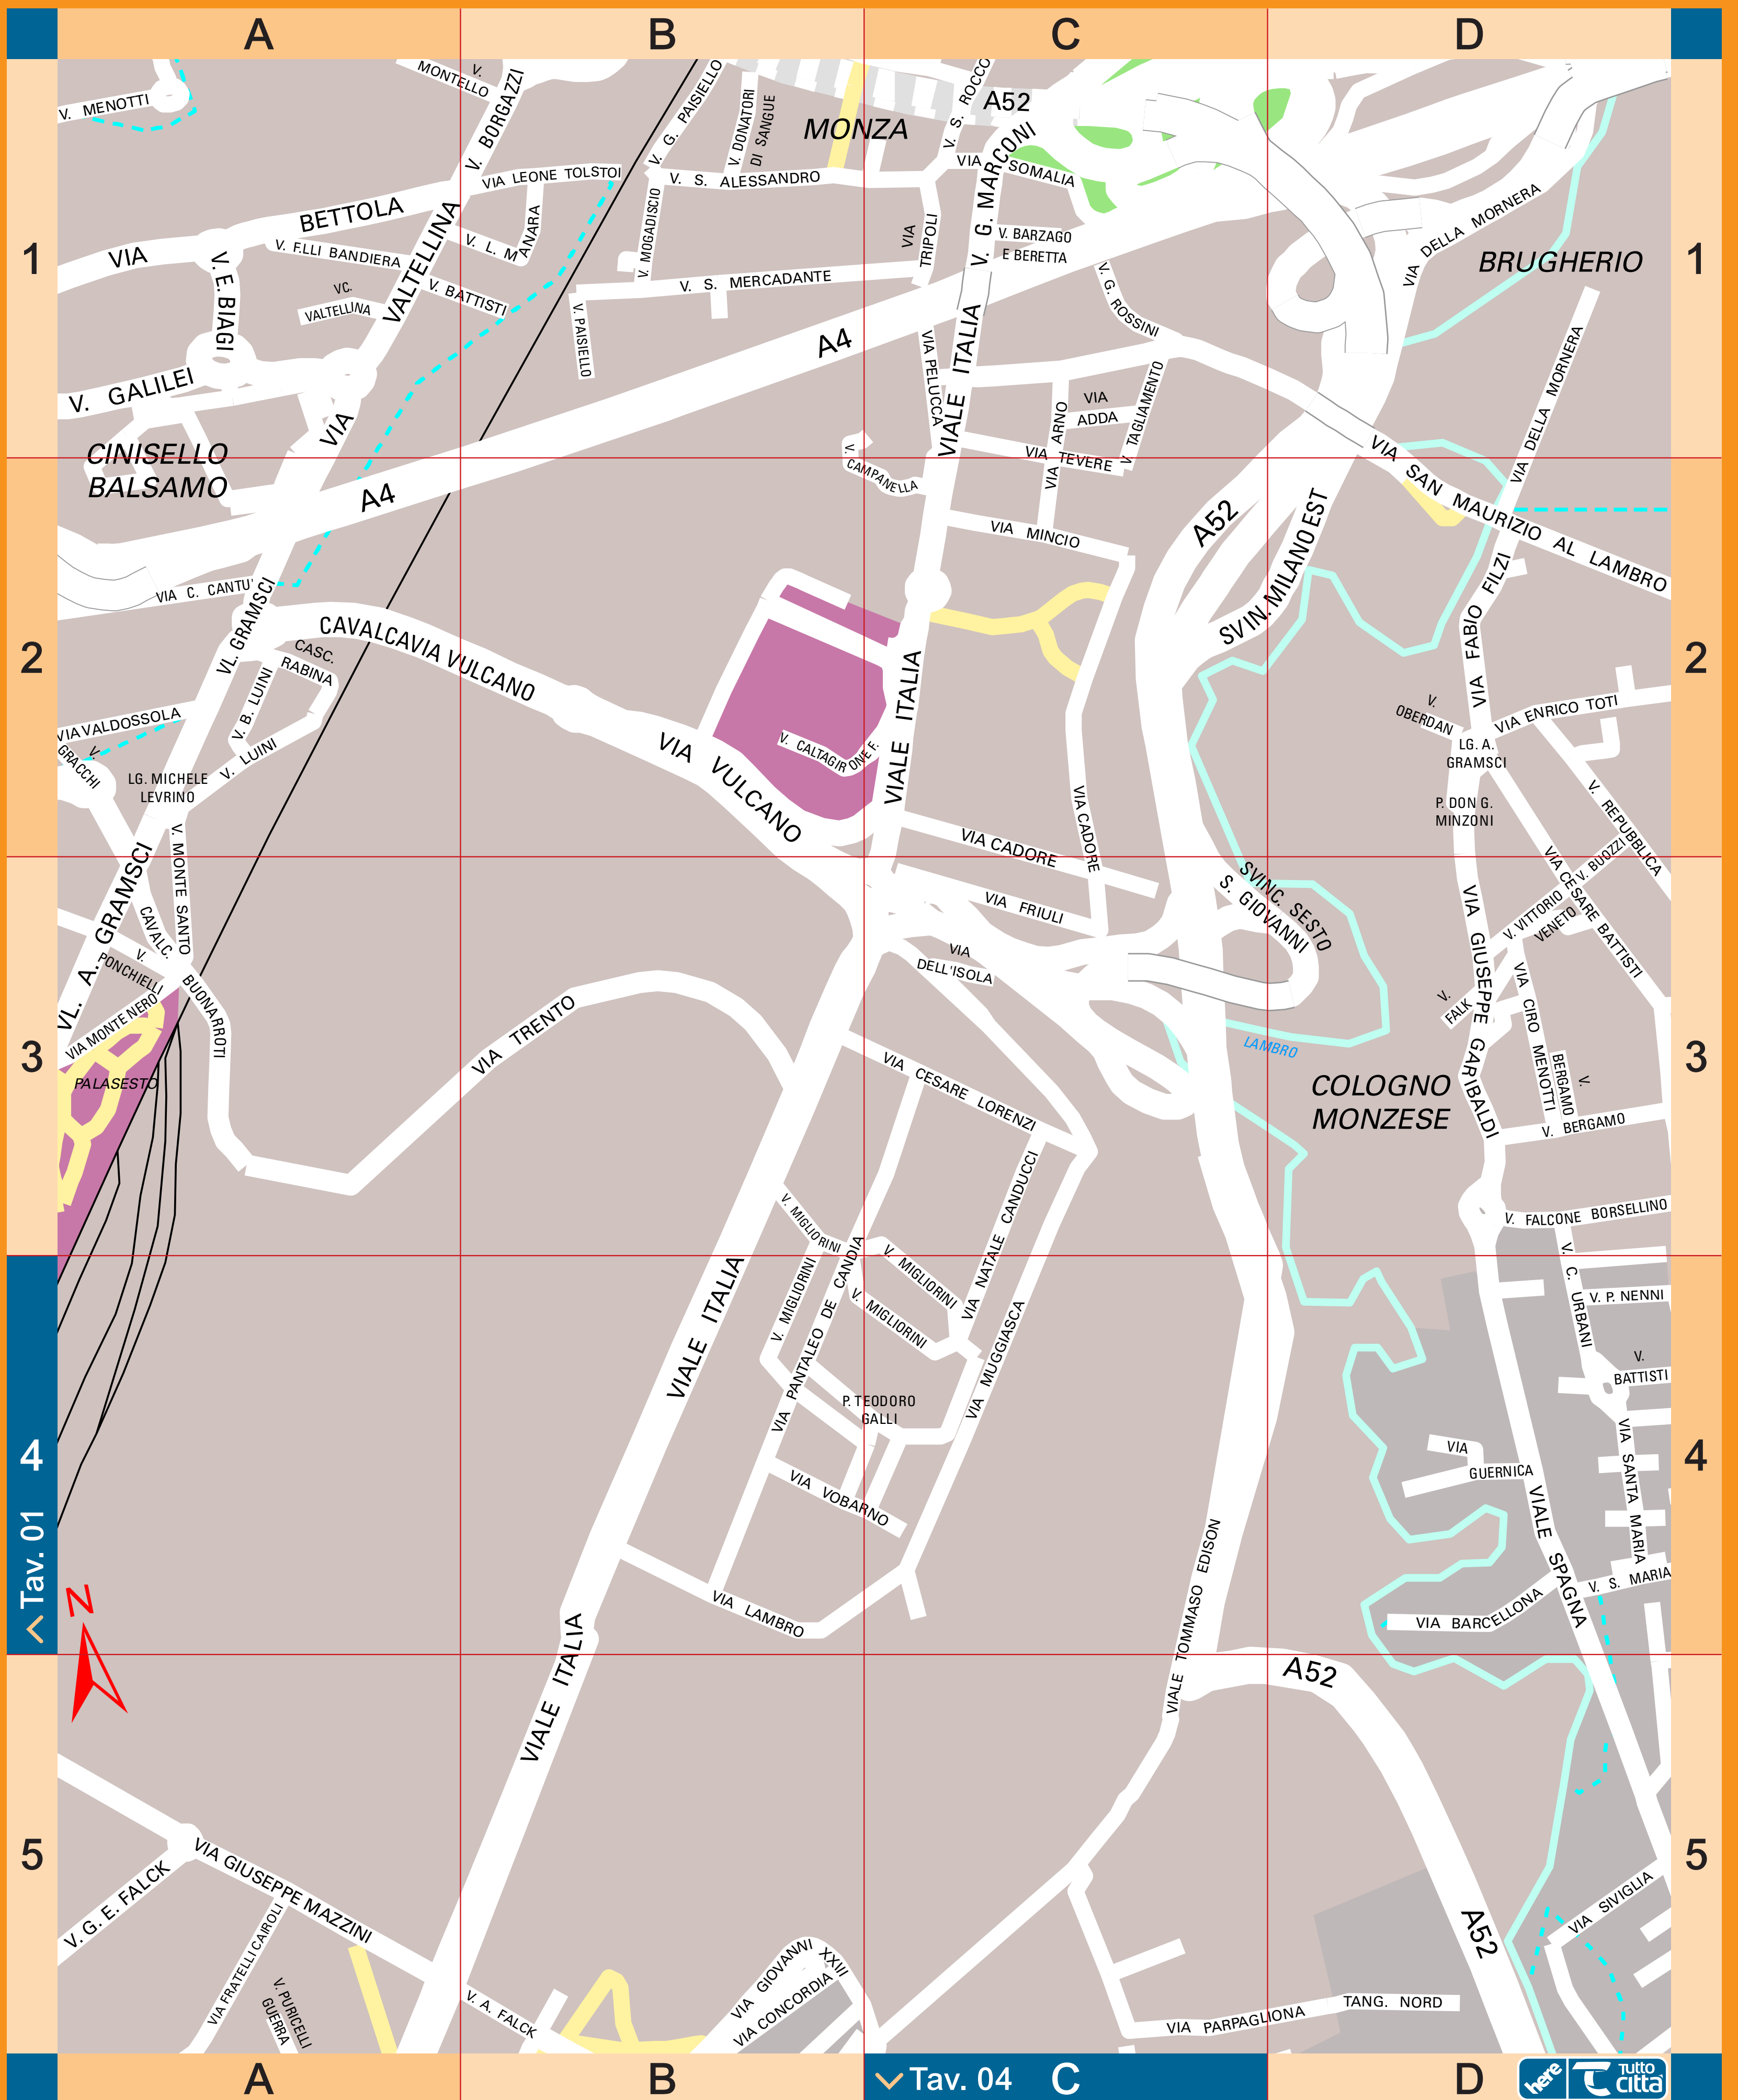 A
B
C
D
1
2
3
4
5
1
2
3
4
5
V. MENOTTI
V. MONTELLO
V. BORGAZZI
V. G. PAISIELLO
V. DONATORI
DI SANGUE
MONZA
V. S. ROCCO
A52
V. G. MARCONI
VIA SOMALIA
VIA LEONE TOLSTOI
V. S. ALESSANDRO
VIA BETTOLA
V. L. MANARA
V. MOGADISCIO
VIA
TRIPOLI
V. BARZAGO
E BERETTA
VIA DELLA MORNERA
BRUGHERIO
V. F.LLI BANDIERA
V. E. BIAGI
VC.
VALTELLINA
VIA VALTELLINA
V. BATTISTI
V. S. MERCADANTE
V. PAISIELLO
A4
V. G. ROSSINI
VIA PELUCCA
VIALE ITALIA
V. GALILEI
VIA
ADDA
VIA ARNO
V. TAGLIAMENTO
VIA TEVERE
VIA DELLA MORNERA
CINISELLO
BALSAMO
A4
V.
CAMPANELLA
VIA MINCIO
A52
SVIN. MILANO EST
VIA SAN MAURIZIO AL LAMBRO
VIA C. CANTU'
VL. GRAMSCI
CAVALCAVIA VULCANO
CASC.
RABINA
V. B. LUINI
V. LUINI
VIA VALDOSSOLA
V.
GRACCHI
LG. MICHELE
LEVRINO
VIA VULCANO
V. CALTAGIRONE F.
VIALE ITALIA
VIA FABIO FILZI
V.
OBERDAN
VIA ENRICO TOTI
LG. A.
GRAMSCI
P. DON G.
MINZONI
V. REPUBBLICA
VIA CADORE
VIA CADORE
V. BUOZZI
VIA CESARE BATTISTI
V. MONTE SANTO
VL. A. GRAMSCI
CAVALC.
BUONARROTI
V.
PONCHIELLI
VIA MONTE NERO
PALASESTO
VIA FRIULI
VIA
DELL'ISOLA
SVINC. SESTO
S. GIOVANNI
LAMBRO
V. VITTORIO
VENETO
V.
FALK
VIA GIUSEPPE GARIBALDI
VIA CIRO MENOTTI
V.
BERGAMO
V. BERGAMO
COLOGNO
MONZESE
VIA TRENTO
VIA CESARE LORENZI
VIA NATALE CANDUCCI
V. MIGLIORINI
V. MIGLIORINI
V. MIGLIORINI
V. MIGLIORINI
VIA PANTALEO DE CANDIA
VIA MUGGIASCA
VIALE ITALIA
P. TEODORO
GALLI
VIA VOBARNO
VIA LAMBRO
V. FALCONE BORSELLINO
V. C. URBANI
V. P. NENNI
V.
BATTISTI
VIA
GUERNICA
VIALE SPAGNA
VIA SANTA MARIA
V. S. MARIA
VIA BARCELLONA
VIALE TOMMASO EDISON
Tav. 01
N
VIALE ITALIA
A52
VIA GIUSEPPE MAZZINI
V. G. E. FALCK
VIA FRATELLI CAIROLI
V. PURICELLI
GUERRA
V. A. FALCK
VIA GIOVANNI XXIII
VIA CONCORDIA
VIA PARPAGLIONA
TANG. NORD
A52
VIA SIVIGLIA
A
B
Tav. 04
C
D
here
TUTTO
città